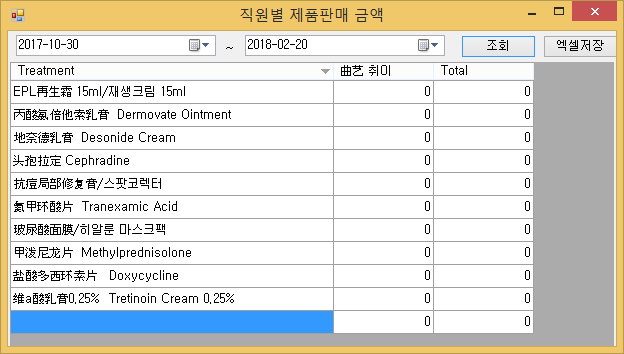 직원별 제품판매 금액
2017-10-30 ~ 2018-02-20 조회 엑셀저장
Treatment 曲艺 취이 Total
EPL再生霜 15ml/재생크림 15ml 0 0
丙酸氯倍他索乳膏 Dermovate Ointment 0 0
地奈德乳膏 Desonide Cream 0 0
头孢拉定 Cephradine 0 0
抗痘局部修复膏/스팟코렉터 0 0
氨甲环酸片 Tranexamic Acid 0 0
玻尿酸面膜/히알룬 마스크팩 0 0
甲泼尼龙片 Methylprednisolone 0 0
盐酸多西环素片 Doxycycline 0 0
维a酸乳膏0,25% Tretinoin Cream 0,25% 0 0
0 0